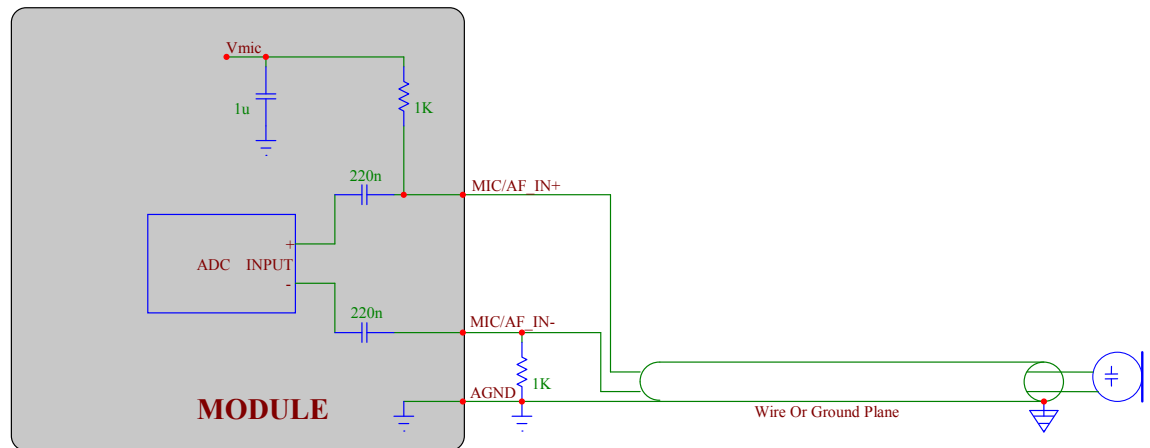 Vmic
1u
1K
220n
MIC/AF_IN+
+
ADC INPUT
-
220n
MIC/AF_IN-
1K
AGND
MODULE
Wire Or Ground Plane